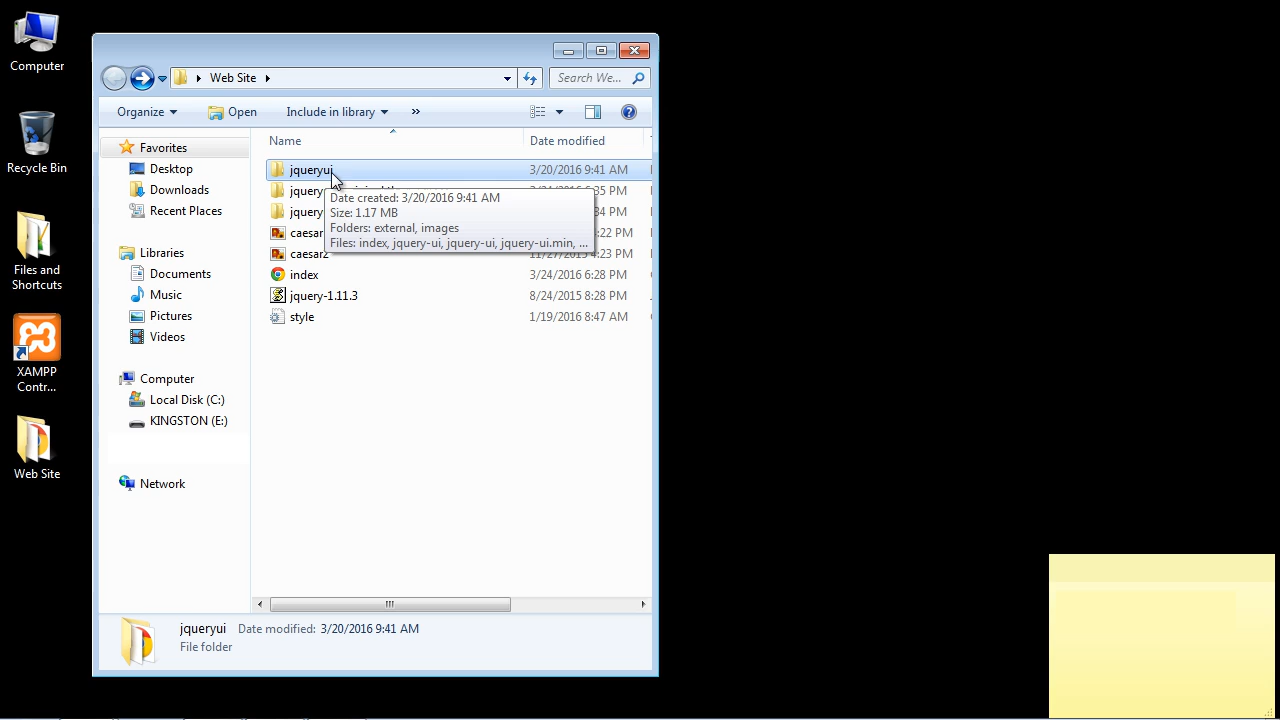 Computer
Recycle Bin
Files and
Shortcuts
XAMPP
Contr...
Web Site
Web Site
Search We...
Organize
Open
Include in library
»
Favorites
Desktop
Downloads
Recent Places
Libraries
Documents
Music
Pictures
Videos
Computer
Local Disk (C:)
KINGSTON (E:)
Network
Name Date modified
jqueryui 3/20/2016 9:41 AM
Date created: 3/20/2016 9:41 AM
Size: 1.17 MB
Folders: external, images
Files: index, jquery-ui, jquery-ui.min, ...
index 3/24/2016 6:28 PM
jquery-1.11.3 8/24/2015 8:28 PM
style 1/19/2016 8:47 AM
jqueryui Date modified: 3/20/2016 9:41 AM
File folder